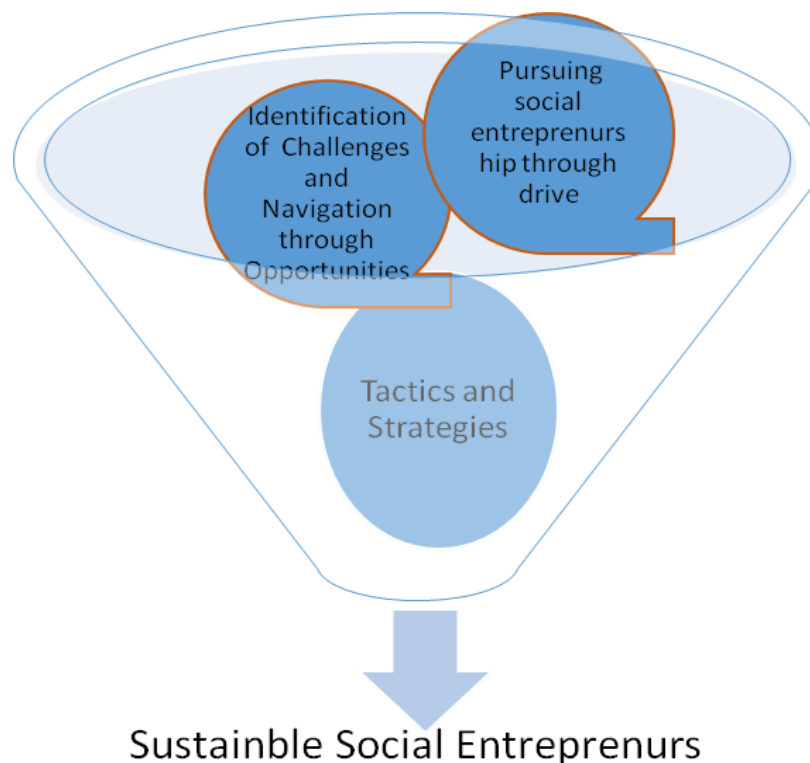 Pursuing
social
entreprenurs
hip through
drive
Identification
of Challenges
and
Navigation
through
Opportunities
Tactics and
Strategies
Sustainble Social Entreprenurs